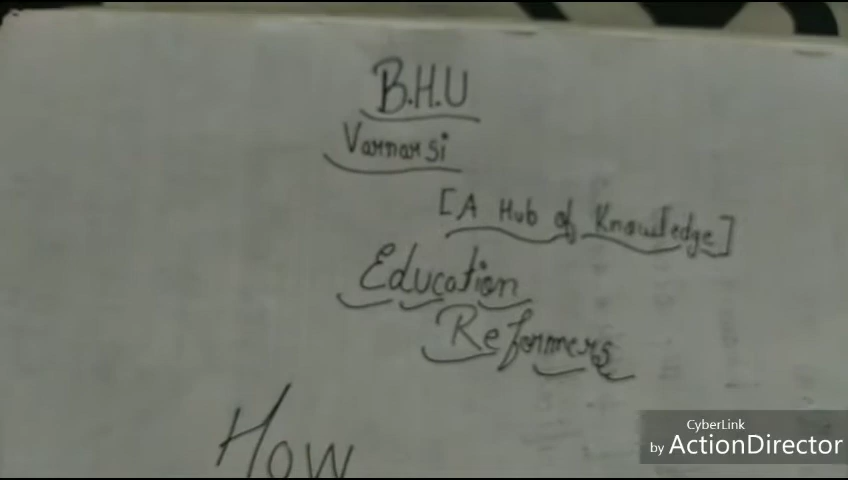 B.H.U
Varnarsi
[A Hub of Knowledge]
Education
Reformers
How
CyberLink
by ActionDirector